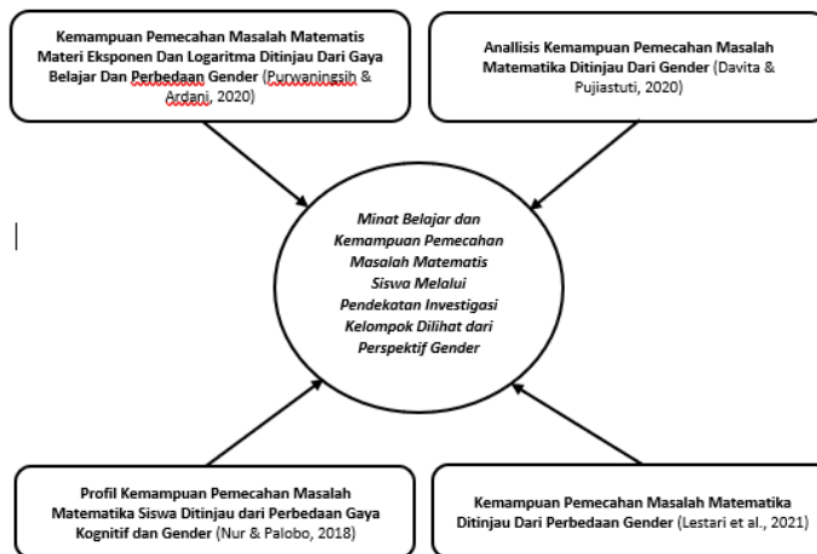 Kemampuan Pemecahan Masalah Matematis
Materi Eksponen Dan Logaritma Ditinjau Dari Gaya
Belajar Dan Perbedaan Gender (Purwaningsih &
Ardani, 2020)
Anallisis Kemampuan Pemecahan Masalah
Matematika Ditinjau Dari Gender (Davita &
Pujiastuti, 2020)
Minat Belajar dan
Kemampuan Pemecahan
Masalah Matematis
Siswa Melalui
Pendekatan Investigasi
Kelompok Dilihat dari
Perspektif Gender
Profil Kemampuan Pemecahan Masalah
Matematika Siswa Ditinjau dari Perbedaan Gaya
Kognitif dan Gender (Nur & Palobo, 2018)
Kemampuan Pemecahan Masalah Matematika
Ditinjau Dari Perbedaan Gender (Lestari et al., 2021)